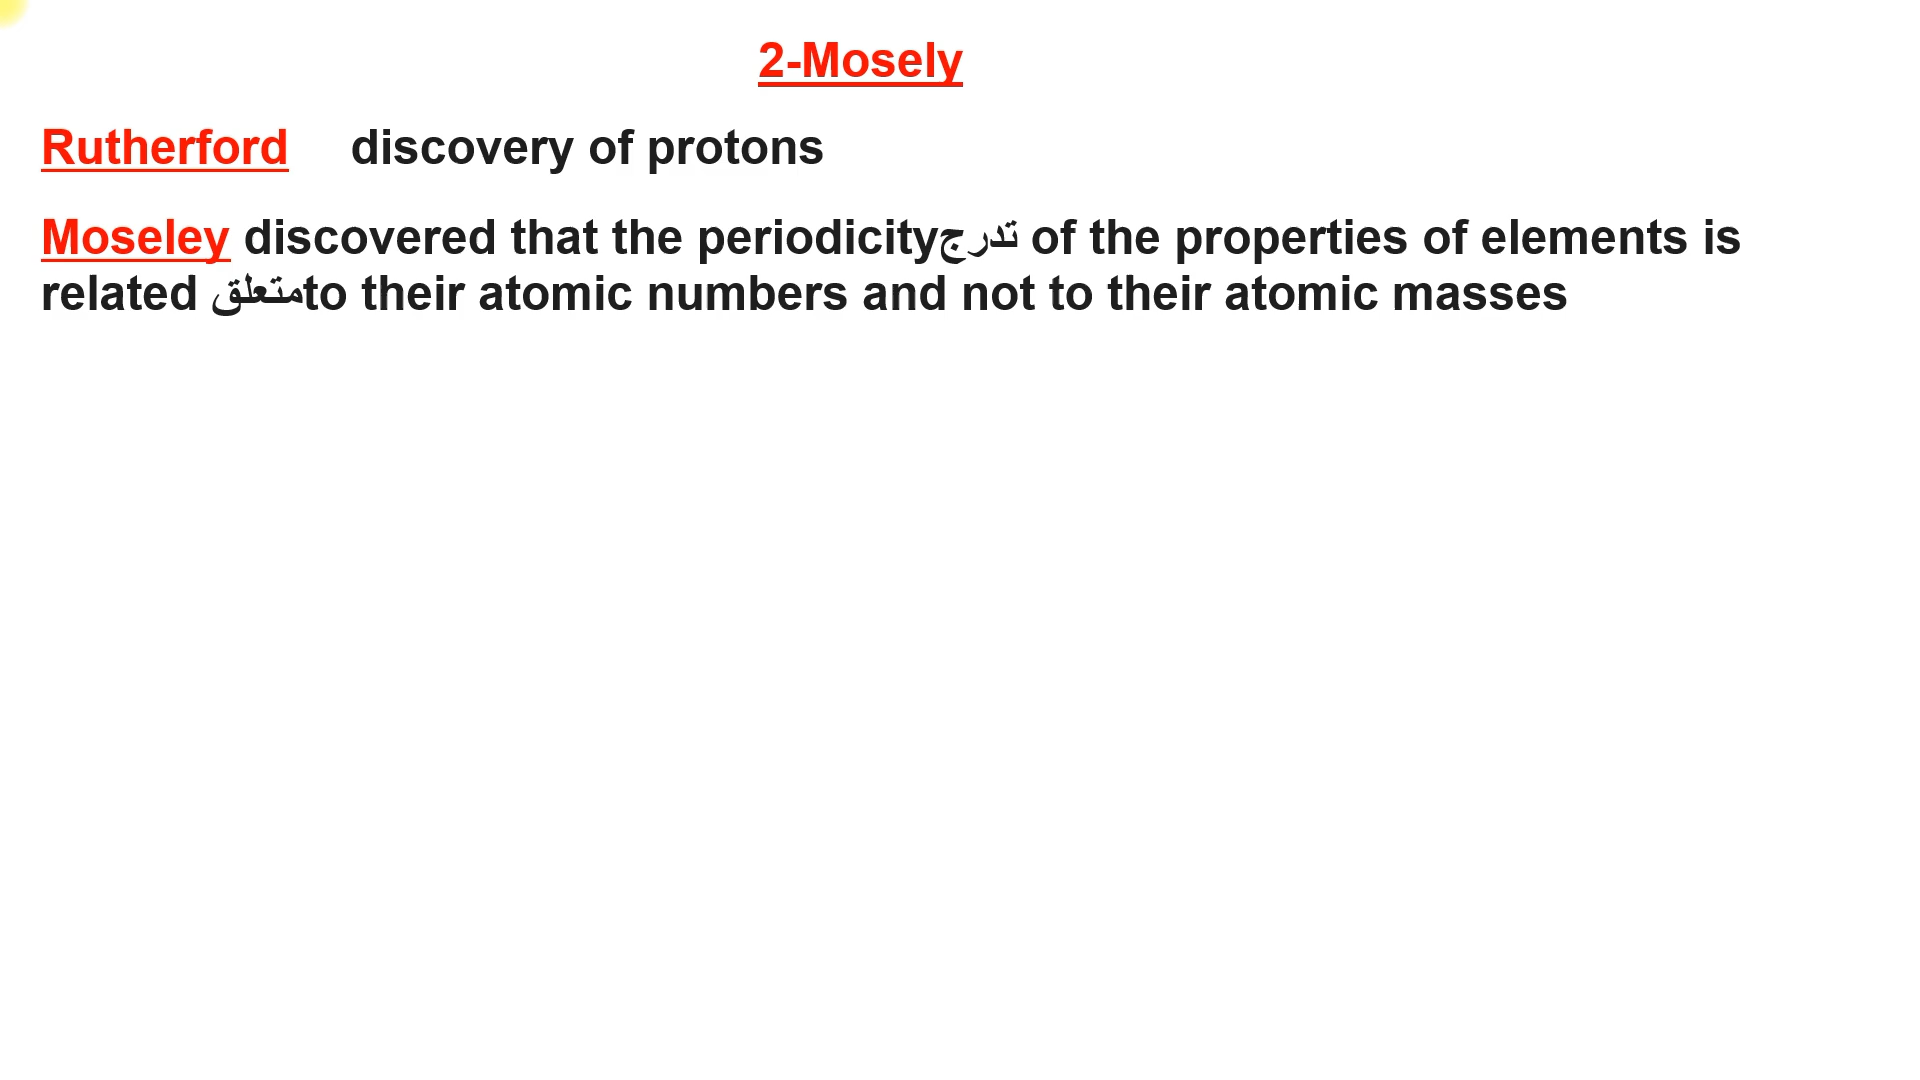 2-Mosely
Rutherford discovery of protons
Moseley discovered that the periodicityتدرج of the properties of elements is
related متعلقto their atomic numbers and not to their atomic masses